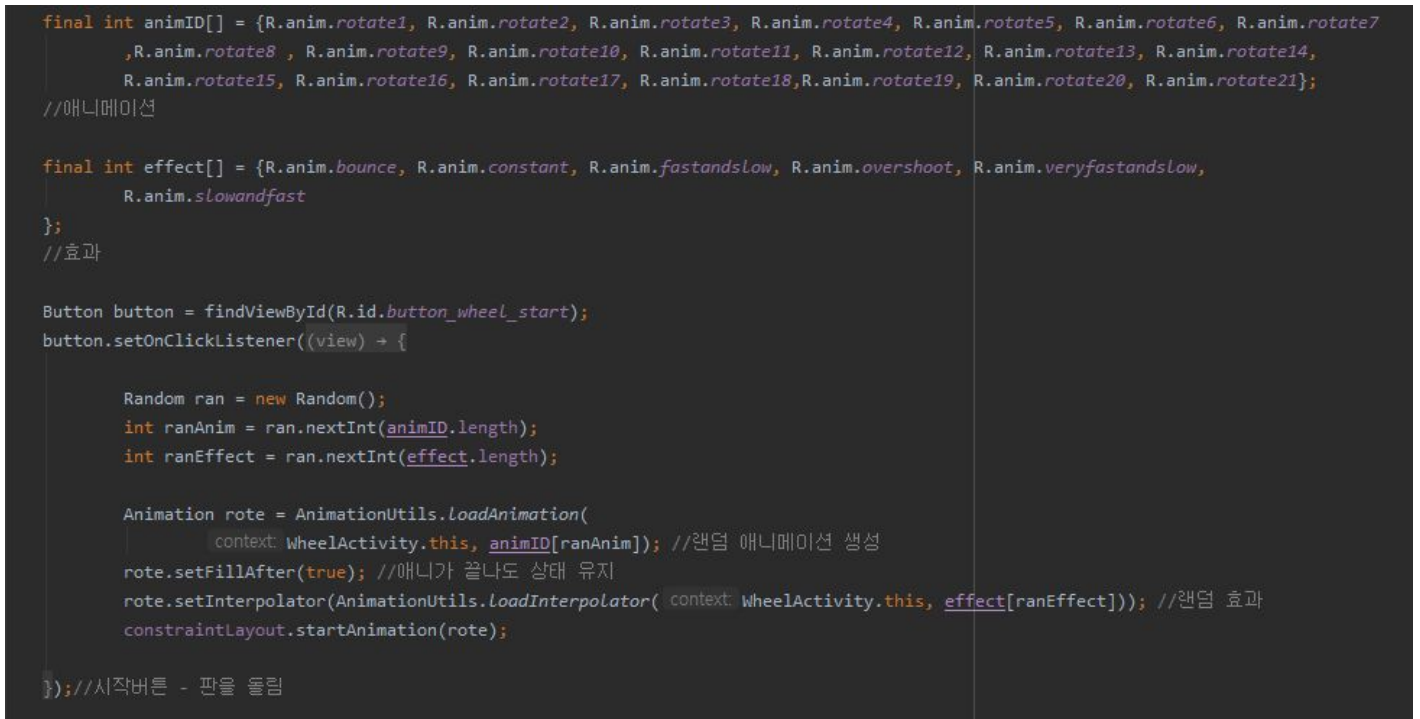 final int animID[] = {R.anim.rotate1, R.anim.rotate2, R.anim.rotate3, R.anim.rotate4, R.anim.rotate5, R.anim.rotate6, R.anim.rotate7
,R.anim.rotate8 , R.anim.rotate9, R.anim.rotate10, R.anim.rotate11, R.anim.rotate12, R.anim.rotate13, R.anim.rotate14,
R.anim.rotate15, R.anim.rotate16, R.anim.rotate17, R.anim.rotate18,R.anim.rotate19, R.anim.rotate20, R.anim.rotate21};
//애니메이션
final int effect[] = {R.anim.bounce, R.anim.constant, R.anim.fastandslow, R.anim.overshoot, R.anim.veryfastandslow,
R.anim.slowandfast
};
//효과
Button button = findViewById(R.id.button_wheel_start);
button.setOnClickListener((view) → {
Random ran = new Random();
int ranAnim = ran.nextInt(animID.length);
int ranEffect = ran.nextInt(effect.length);
Animation rote = AnimationUtils.loadAnimation(
context: WheelActivity.this, animID[ranAnim]); //랜덤 애니메이션 생성
rote.setFillAfter(true); //애니가 끝나도 상태 유지
rote.setInterpolator(AnimationUtils.loadInterpolator( context: WheelActivity.this, effect[ranEffect])); //랜덤 효과
constraintLayout.startAnimation(rote);
});//시작버튼 - 판을 돌림